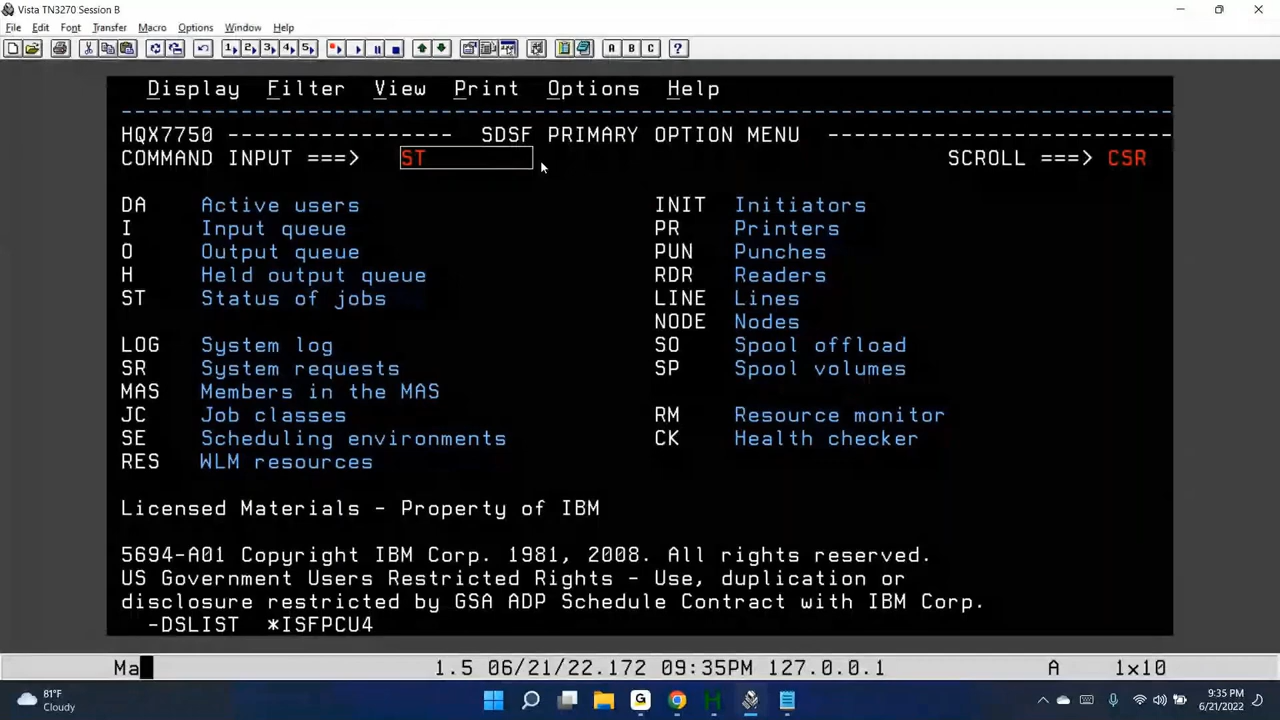 Vista TN3270 Session B
File Edit Font Transfer Macro Options Window Help
1 2 3 4 5 A B C ?
Display Filter View Print Options Help
HQX7750 ----------------- SDSF PRIMARY OPTION MENU --------------------------
COMMAND INPUT ===> ST SCROLL ===> CSR
DA Active users INIT Initiators
I Input queue PR Printers
O Output queue PUN Punches
H Held output queue RDR Readers
ST Status of jobs LINE Lines
NODE Nodes
LOG System log SO Spool offload
SR System requests SP Spool volumes
MAS Members in the MAS
JC Job classes RM Resource monitor
SE Scheduling environments CK Health checker
RES WLM resources
Licensed Materials - Property of IBM
5694-A01 Copyright IBM Corp. 1981, 2008. All rights reserved.
US Government Users Restricted Rights - Use, duplication or
disclosure restricted by GSA ADP Schedule Contract with IBM Corp.
-DSLIST *ISFPCU4
Ma 1.5 06/21/22.172 09:35PM 127.0.0.1 A 1x10
81°F
Cloudy
G H
9:35 PM
6/21/2022